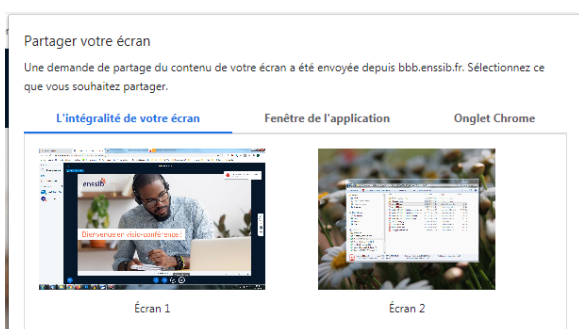 Partager votre écran
Une demande de partage du contenu de votre écran a été envoyée depuis bbb.enssib.fr. Sélectionnez ce
que vous souhaitez partager.
L'intégralité de votre écran Fenêtre de l'application Onglet Chrome
enssib
Bienvenue en visio-conférence !
Écran 1 Écran 2